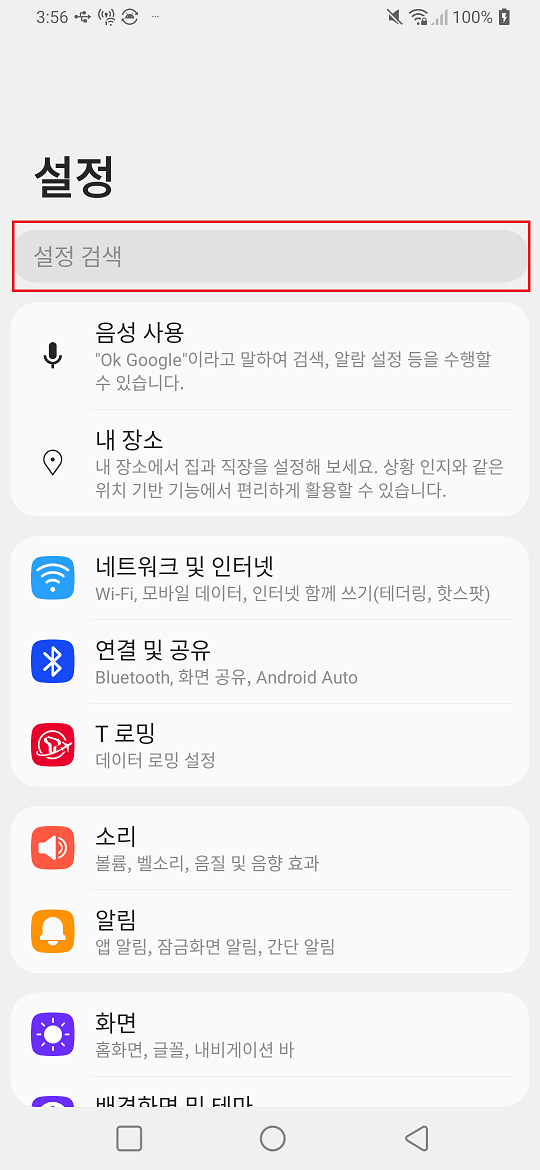 3:56
100%
설정
설정 검색
음성 사용
"Ok Google"이라고 말하여 검색, 알람 설정 등을 수행할
수 있습니다.
내 장소
내 장소에서 집과 직장을 설정해 보세요. 상황 인지와 같은
위치 기반 기능에서 편리하게 활용할 수 있습니다.
네트워크 및 인터넷
Wi-Fi, 모바일 데이터, 인터넷 함께 쓰기(테더링, 핫스팟)
연결 및 공유
Bluetooth, 화면 공유, Android Auto
T 로밍
데이터 로밍 설정
소리
볼륨, 벨소리, 음질 및 음향 효과
알림
앱 알림, 잠금화면 알림, 간단 알림
화면
홈화면, 글꼴, 내비게이션 바
배경화면 및 테마